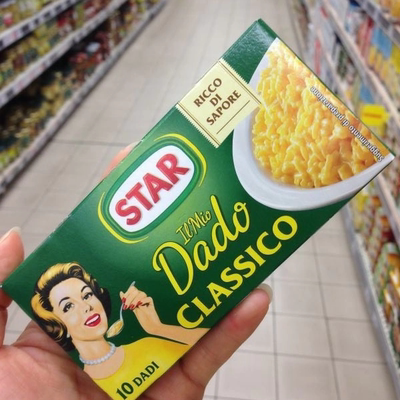 RICCO DI
SAPORE
STAR
Il Mio
Dado
CLASSICO
10 DADI